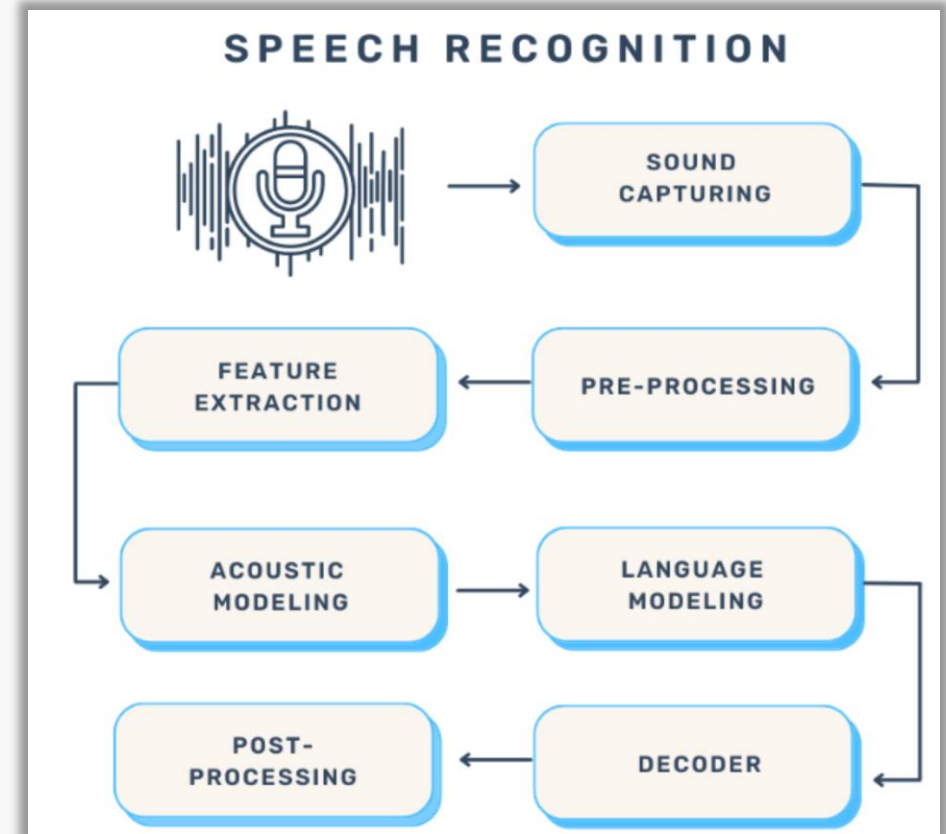 SPEECH RECOGNITION
SOUND
CAPTURING
PRE-PROCESSING
FEATURE
EXTRACTION
ACOUSTIC
MODELING
LANGUAGE
MODELING
DECODER
POST-
PROCESSING